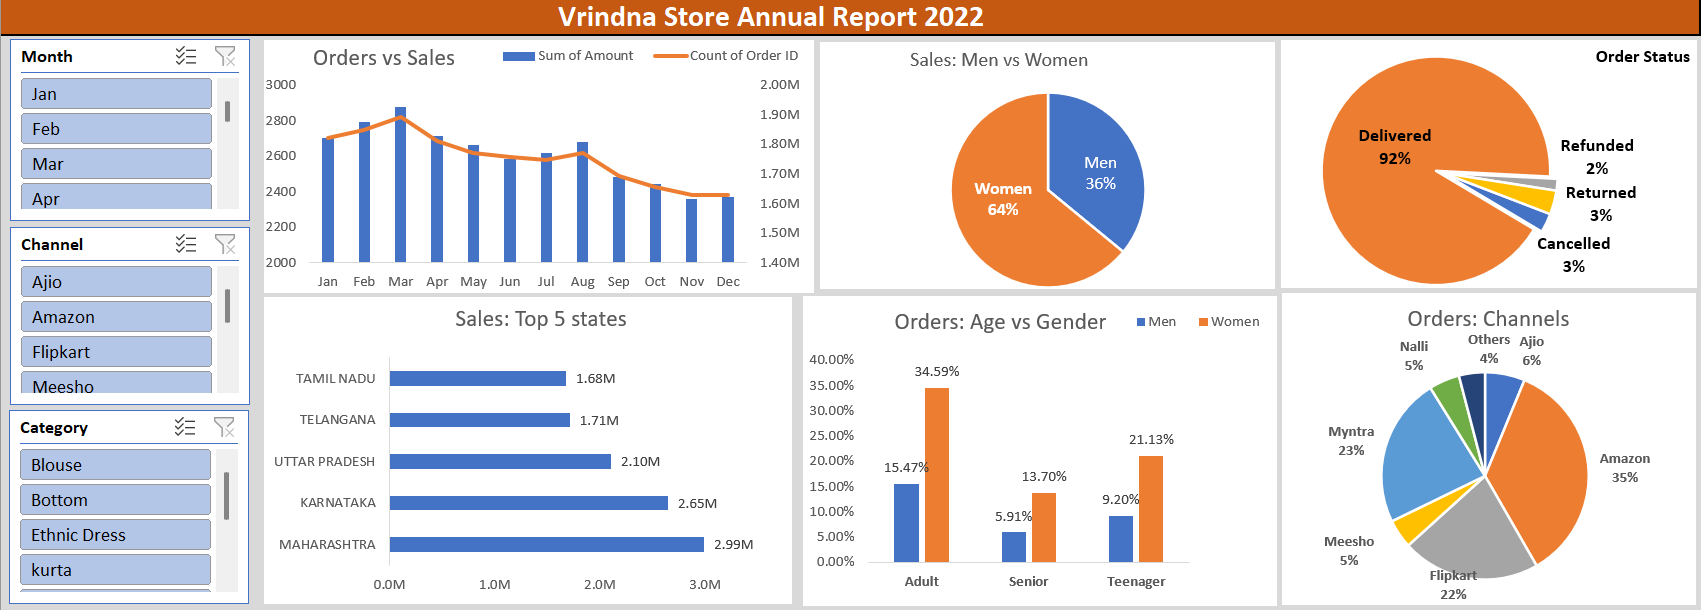 Vrindna Store Annual Report 2022
Month
Jan
Feb
Mar
Apr
Channel
Ajio
Amazon
Flipkart
Meesho
Category
Blouse
Bottom
Ethnic Dress
kurta
Orders vs Sales
Sum of Amount
Count of Order ID
3000
2800
2600
2400
2200
2000
2.00M
1.90M
1.80M
1.70M
1.60M
1.50M
1.40M
Jan Feb Mar Apr May Jun Jul Aug Sep Oct Nov Dec
Sales: Men vs Women
Men
36%
Women
64%
Order Status
Delivered
92%
Refunded
2%
Returned
3%
Cancelled
3%
Sales: Top 5 states
TAMIL NADU 1.68M
TELANGANA 1.71M
UTTAR PRADESH 2.10M
KARNATAKA 2.65M
MAHARASHTRA 2.99M
0.0M 1.0M 2.0M 3.0M
Orders: Age vs Gender
Men Women
40.00%
35.00%
30.00%
25.00%
20.00%
15.00%
10.00%
5.00%
0.00%
15.47% 34.59%
5.91% 13.70%
9.20% 21.13%
Adult Senior Teenager
Orders: Channels
Nalli
5%
Others
4%
Ajio
6%
Myntra
23%
Amazon
35%
Meesho
5%
Flipkart
22%